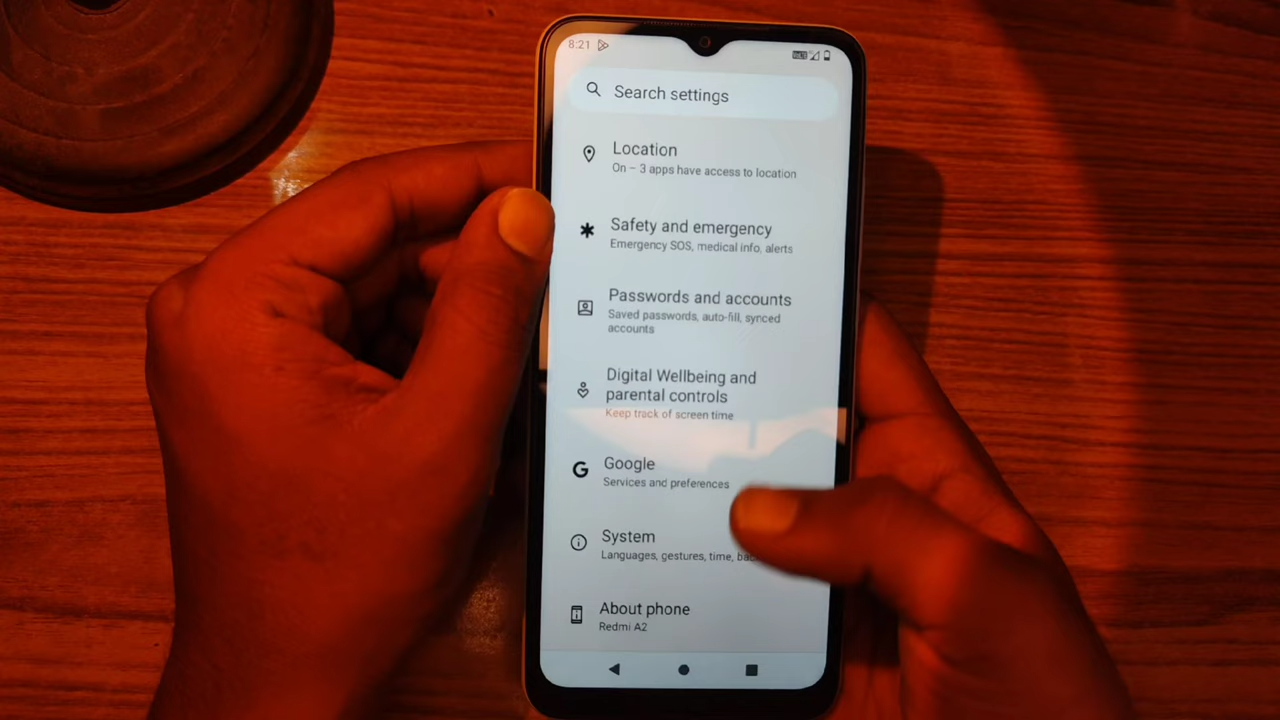 8:21
Search settings
Location
On – 3 apps have access to location
Safety and emergency
Emergency SOS, medical info, alerts
Passwords and accounts
Saved passwords, auto-fill, synced
accounts
Digital Wellbeing and
parental controls
Keep track of screen time
Google
Services and preferences
System
Languages, gestures, time,
About phone
Redmi A2